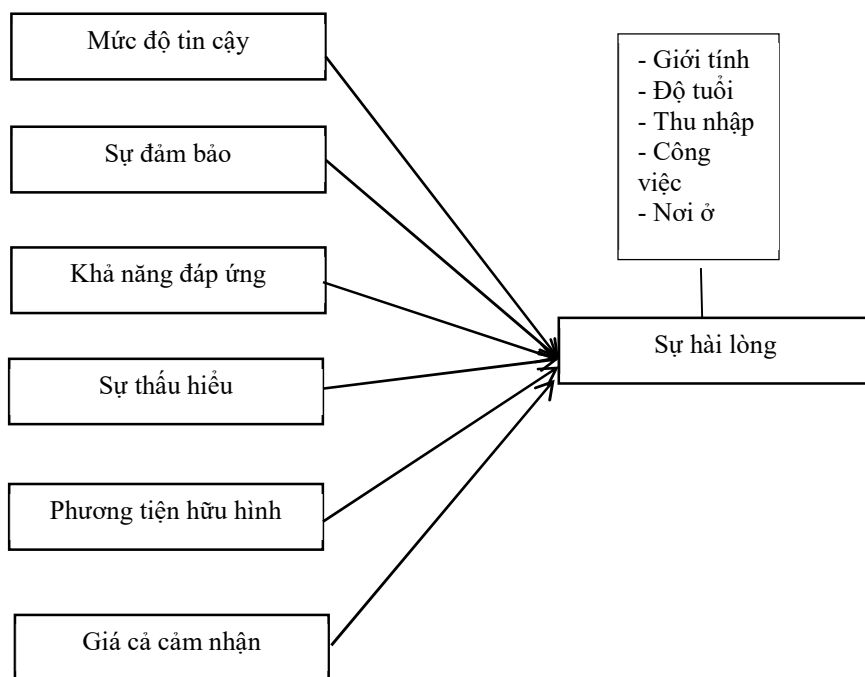 Mức độ tin cậy
Sự đảm bảo
Khả năng đáp ứng
Sự thấu hiểu
Phương tiện hữu hình
Giá cả cảm nhận
- Giới tính
- Độ tuổi
- Thu nhập
- Công
việc
- Nơi ở
Sự hài lòng